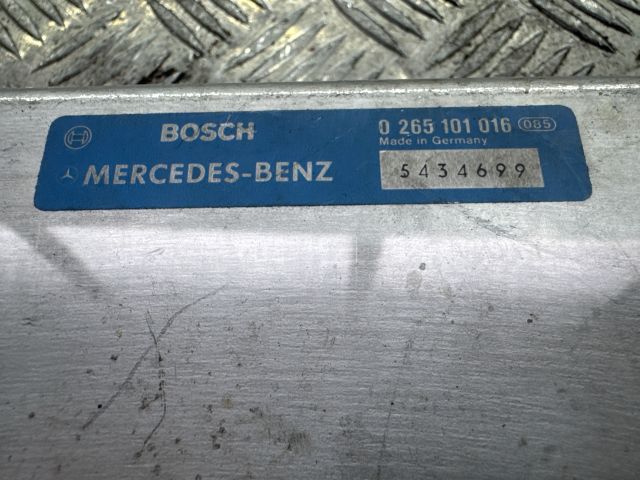 BOSCH 0 265 101 016 085
Made in Germany
MERCEDES-BENZ 5434699